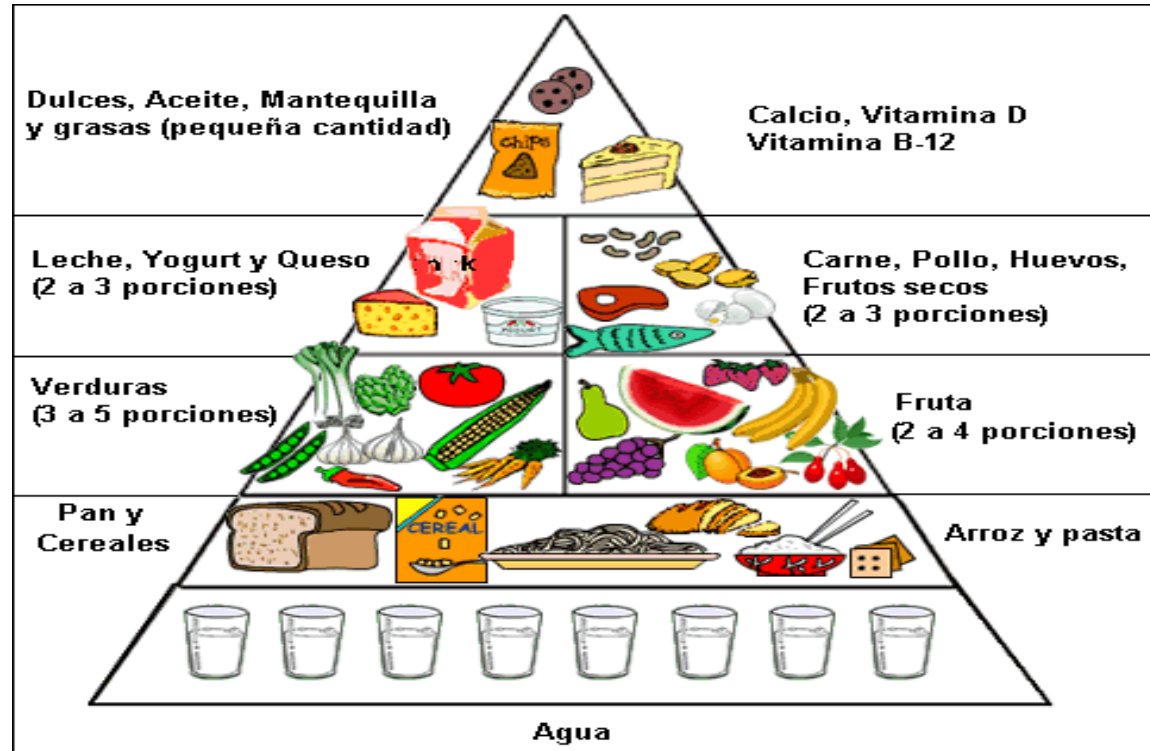 Dulces, Aceite, Mantequilla
y grasas (pequeña cantidad)
Calcio, Vitamina D
Vitamina B-12
chips
Leche, Yogurt y Queso
(2 a 3 porciones)
Carne, Pollo, Huevos,
Frutos secos
(2 a 3 porciones)
YOGURT
Verduras
(3 a 5 porciones)
Fruta
(2 a 4 porciones)
Pan y
Cereales
CEREAL
Arroz y pasta
Agua